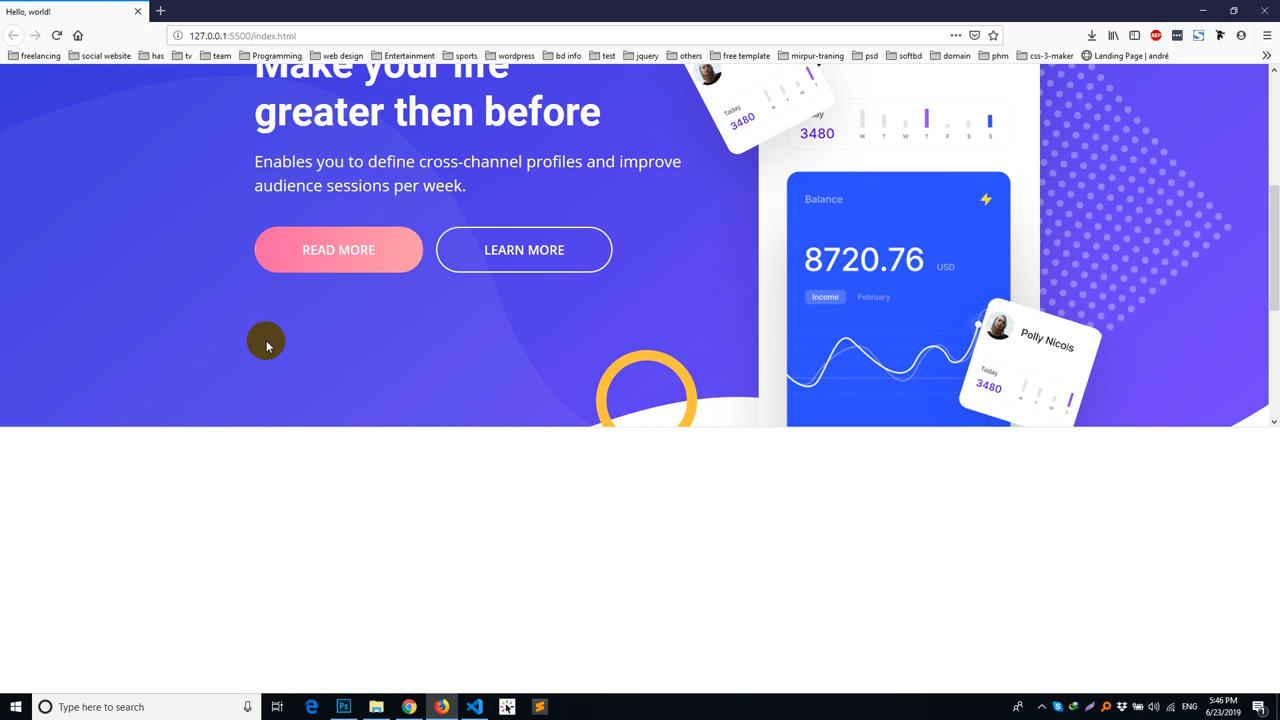 Hello, world!
127.0.0.1:5500/index.html
freelancing social website has tv team Programming web design Entertainment sports wordpress bd info test jquery others free template mirpur-traning psd softbd domain phm css-3-maker Landing Page | andré
Make your life
greater then before
Enables you to define cross-channel profiles and improve
audience sessions per week.
READ MORE LEARN MORE
Today
3480
M T W T
3480
M T W T F S S
Balance
8720.76 USD
Income February
Polly Nicols
Today
3480
M T W T
Type here to search
ENG
5:46 PM
6/23/2019